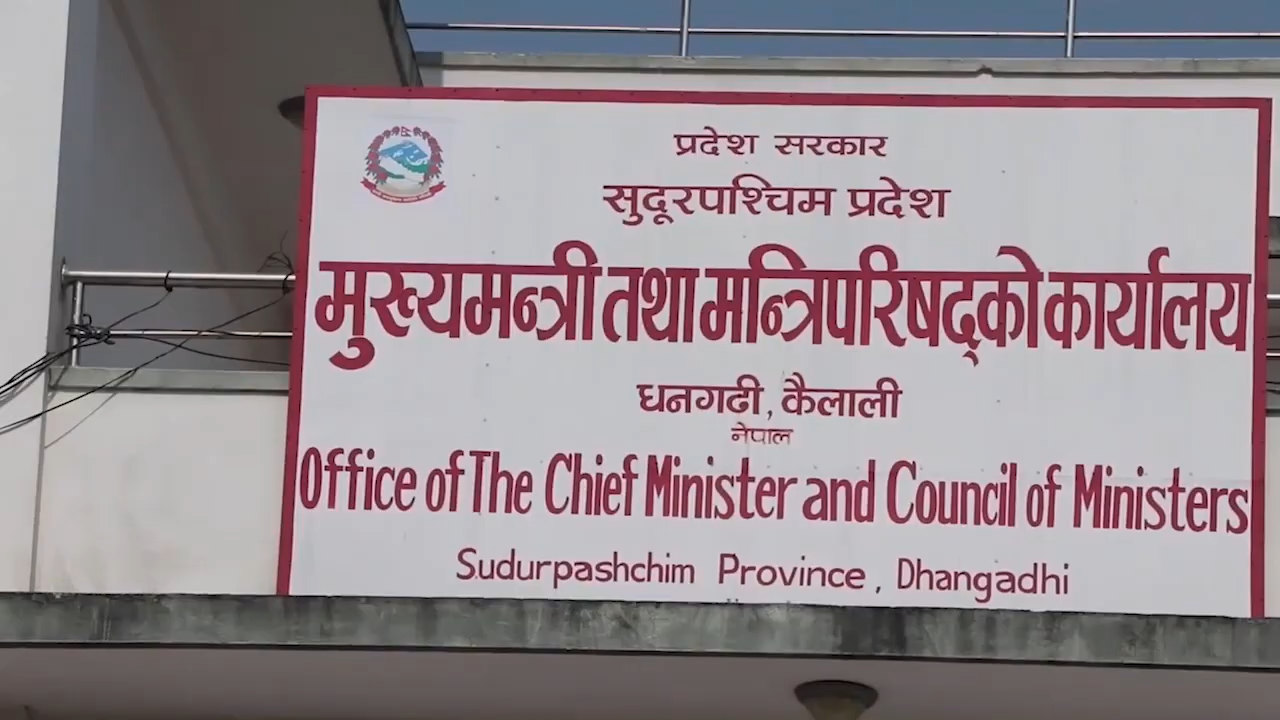 प्रदेश सरकार
सुदूरपश्चिम प्रदेश
मुख्यमन्त्री तथा मन्त्रिपरिषद्को कार्यालय
धनगढी, कैलाली
नेपाल
Office of The Chief Minister and Council of Ministers
Sudurpashchim Province, Dhangadhi